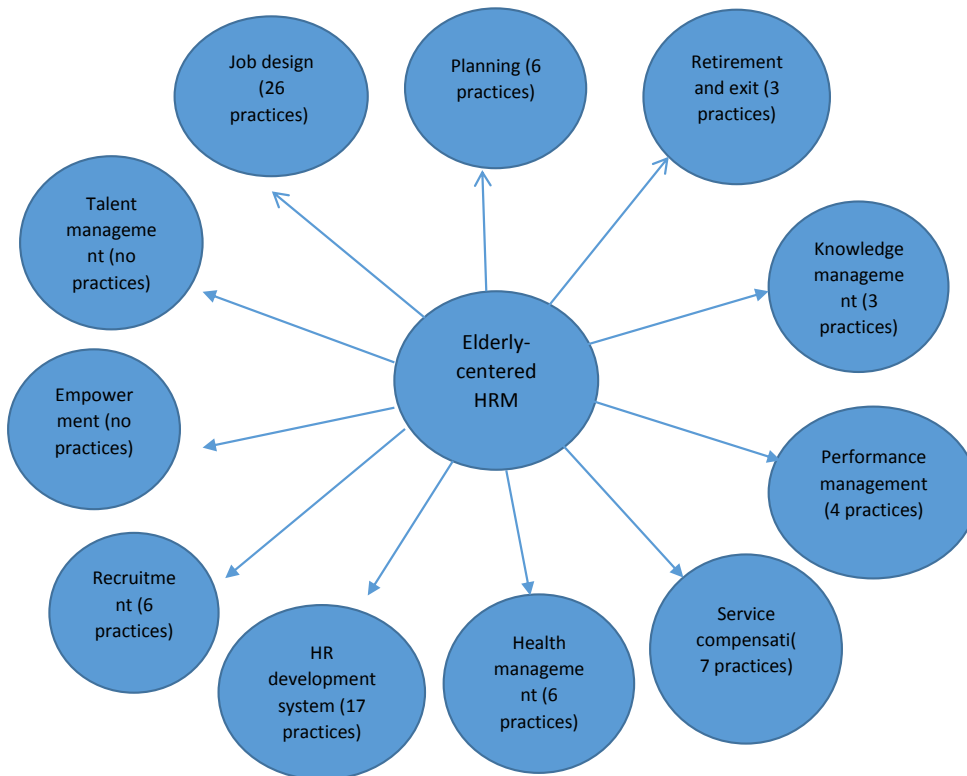 Job design
(26
practices)
Planning (6
practices)
Retirement
and exit (3
practices)
Talent
manageme
nt (no
practices)
Knowledge
manageme
nt (3
practices)
Elderly-
centered
HRM
Empower
ment (no
practices)
Performance
management
(4 practices)
Recruitme
nt (6
practices)
HR
development
system (17
practices)
Health
manageme
nt (6
practices)
Service
compensati(
7 practices)